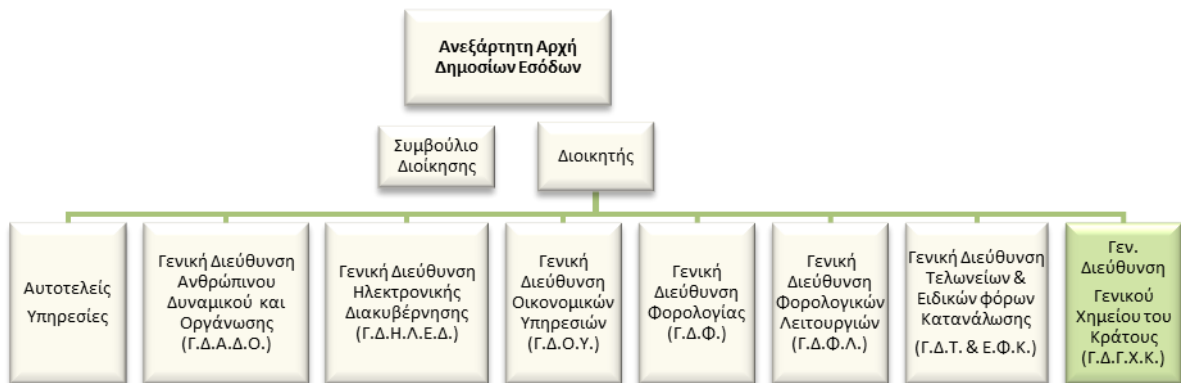 Ανεξάρτητη Αρχή
Δημοσίων Εσόδων
Συμβούλιο
Διοίκησης
Διοικητής
Αυτοτελείς
Υπηρεσίες
Γενική Διεύθυνση
Ανθρώπινου
Δυναμικού και
Οργάνωσης
(Γ.Δ.Α.Δ.Ο.)
Γενική Διεύθυνση
Ηλεκτρονικής
Διακυβέρνησης
(Γ.Δ.Η.Λ.Ε.Δ.)
Γενική
Διεύθυνση
Οικονομικών
Υπηρεσιών
(Γ.Δ.Ο.Υ.)
Γενική
Διεύθυνση
Φορολογίας
(Γ.Δ.Φ.)
Γενική
Διεύθυνση
Φορολογικών
Λειτουργιών
(Γ.Δ.Φ.Λ.)
Γενική Διεύθυνση
Τελωνείων &
Ειδικών φόρων
Κατανάλωσης
(Γ.Δ.Τ. & Ε.Φ.Κ.)
Γεν.
Διεύθυνση
Γενικού
Χημείου του
Κράτους
(Γ.Δ.Γ.Χ.Κ.)